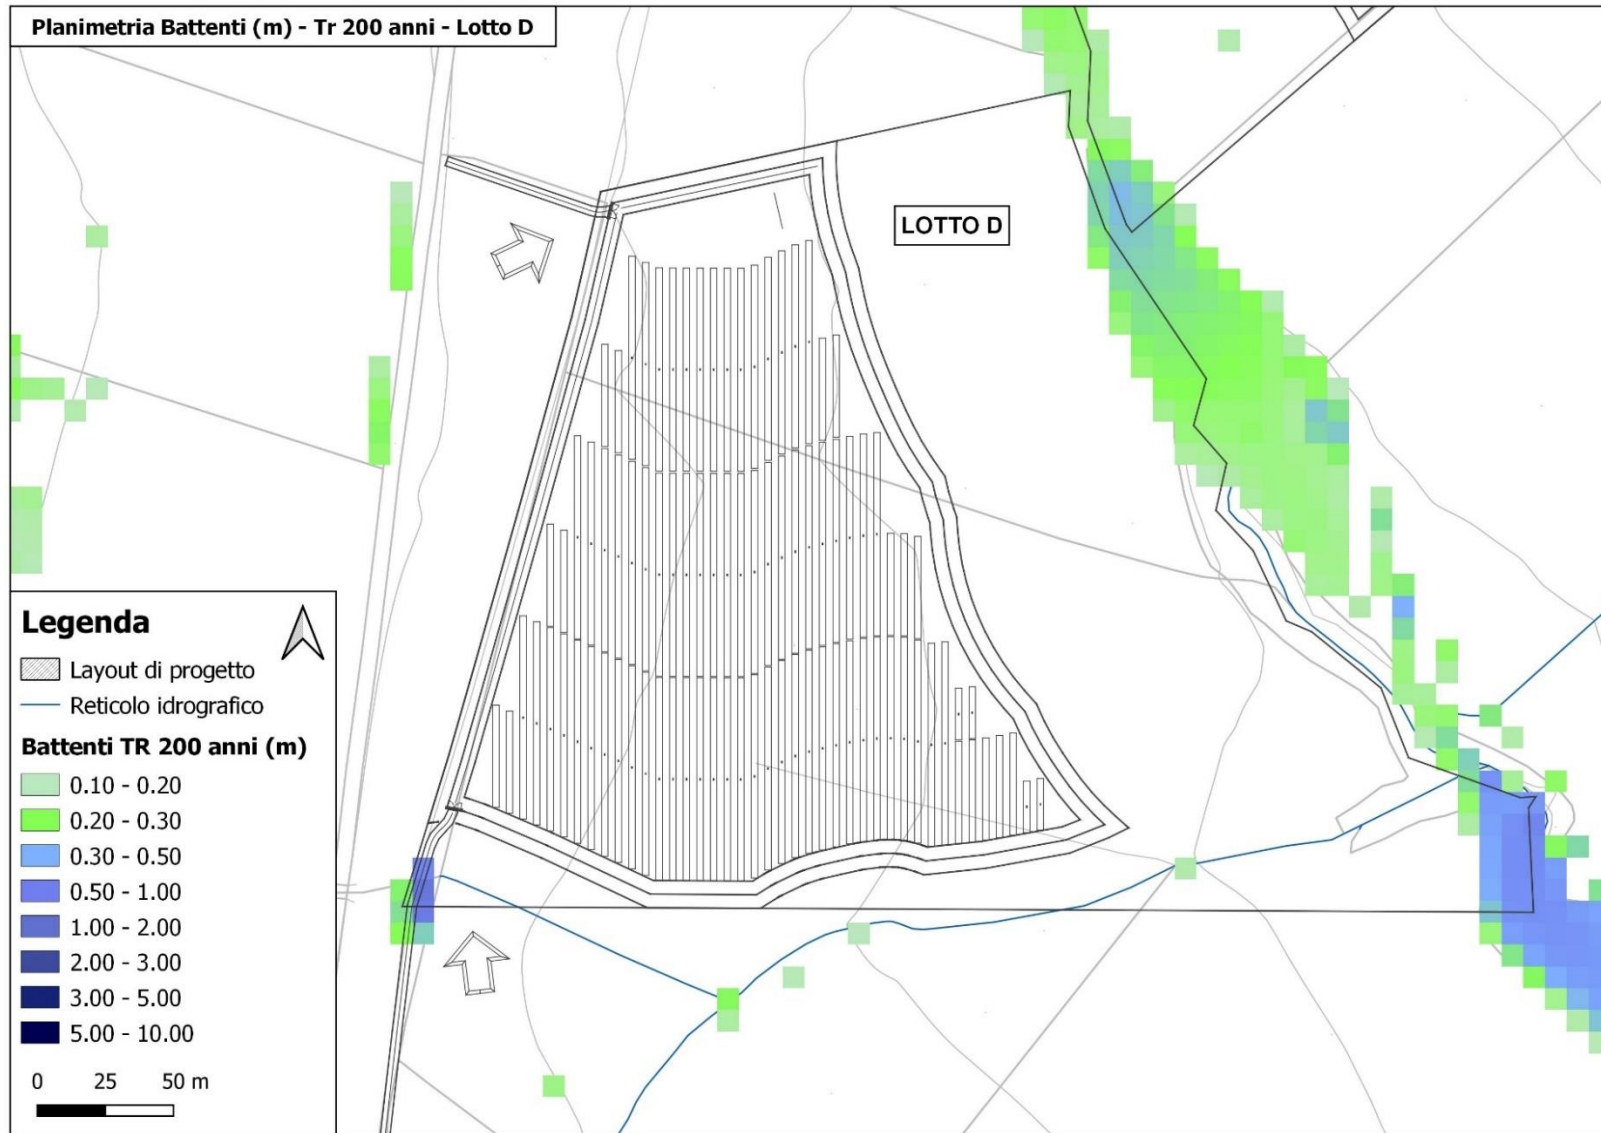 Planimetria Battenti (m) - Tr 200 anni - Lotto D
LOTTO D
Legenda
Layout di progetto
Reticolo idrografico
Battenti TR 200 anni (m)
0.10 - 0.20
0.20 - 0.30
0.30 - 0.50
0.50 - 1.00
1.00 - 2.00
2.00 - 3.00
3.00 - 5.00
5.00 - 10.00
0 25 50 m